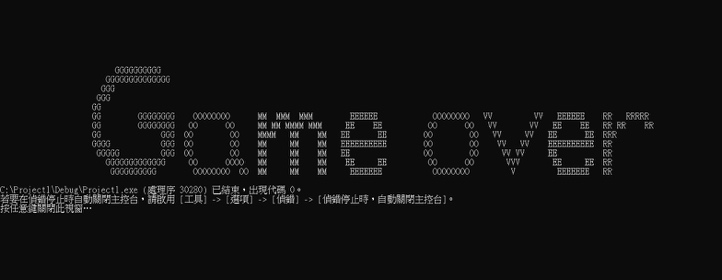 Game over
C:\Project1\Debug\Project1.exe (處理序 30280) 已結束,出現代碼 0。
若要在偵錯停止時自動關閉主控台,請啟用 [工具] -> [選項] -> [偵錯] -> [偵錯停止時,自動關閉主控台]。
按任意鍵關閉此視窗…